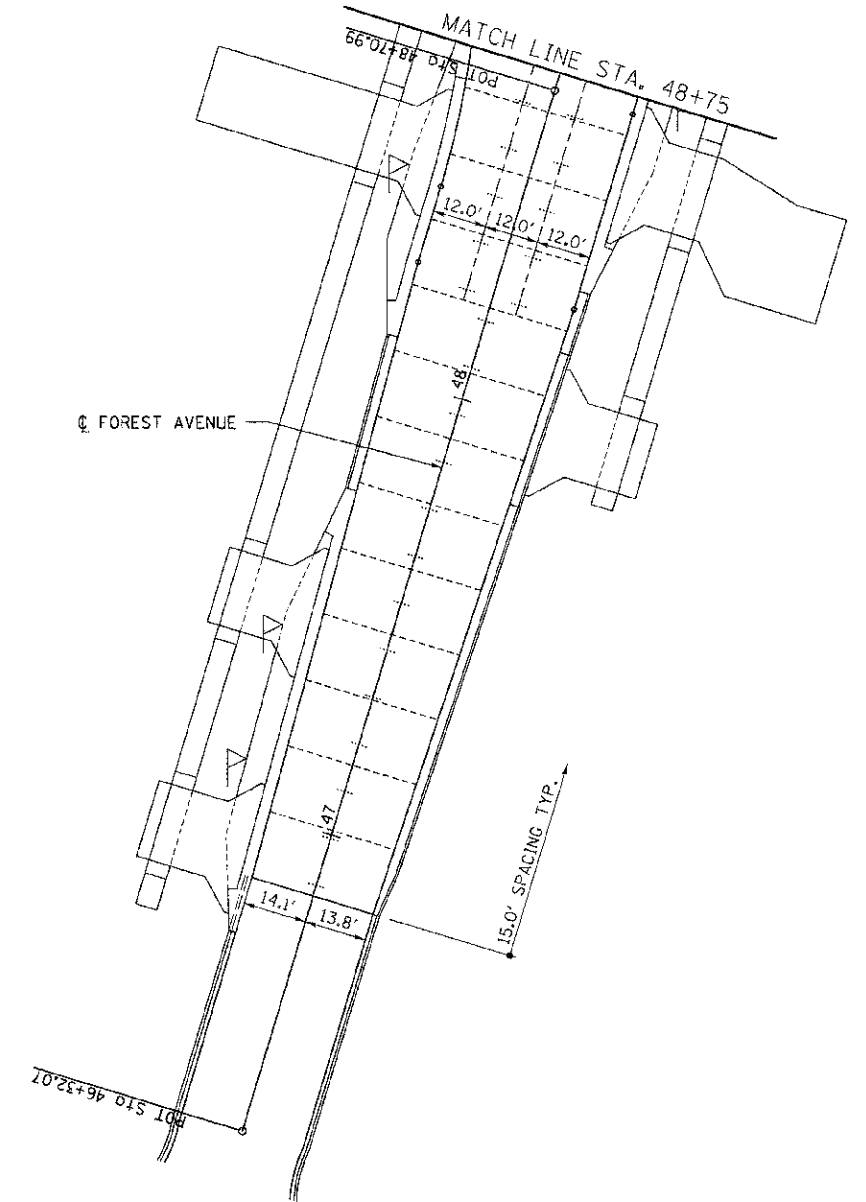 MATCH LINE STA. 48+75
POT Sta 48+70.99
12.0' 12.0' 12.0'
48
℄ FOREST AVENUE
47
14.1' 13.8'
15.0' SPACING TYP.
POT Sta 46+32.07